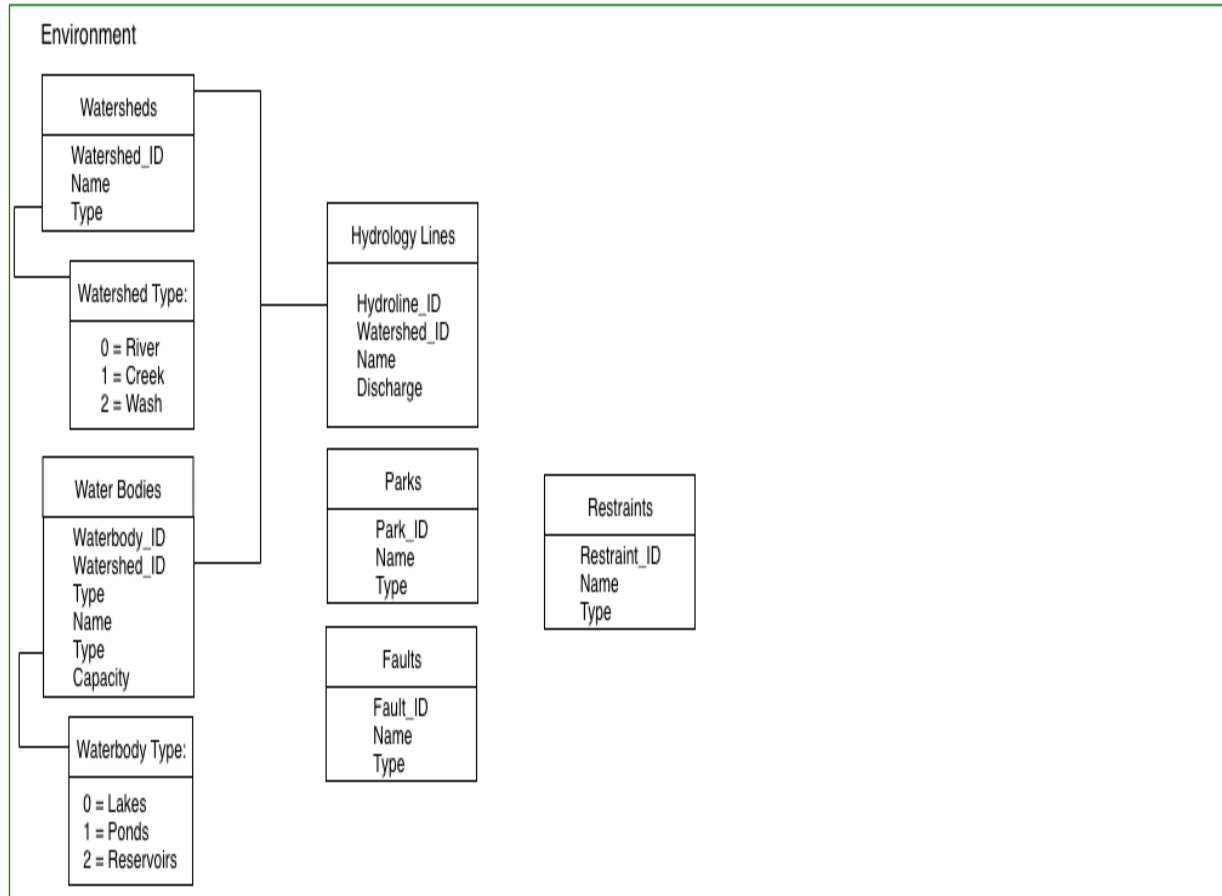 Environment
Watersheds
Watershed_ID
Name
Type
Watershed Type:
0 = River
1 = Creek
2 = Wash
Water Bodies
Waterbody_ID
Watershed_ID
Type
Name
Type
Capacity
Waterbody Type:
0 = Lakes
1 = Ponds
2 = Reservoirs
Hydrology Lines
Hydroline_ID
Watershed_ID
Name
Discharge
Parks
Park_ID
Name
Type
Faults
Fault_ID
Name
Type
Restraints
Restraint_ID
Name
Type